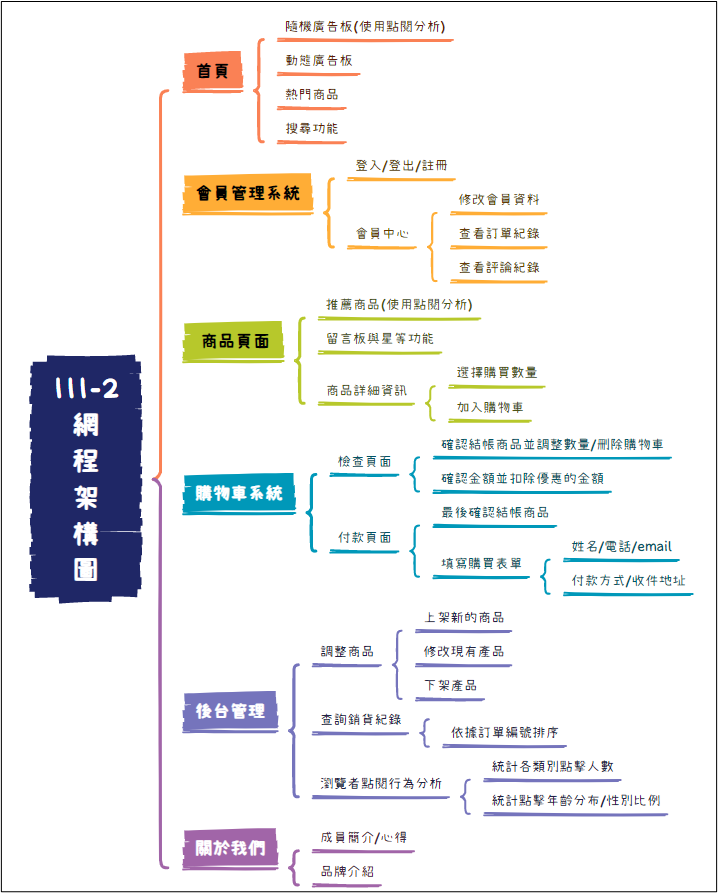 III-2
網
程
架
構
圖
首頁
隨機廣告板(使用點閱分析)
動態廣告板
熱門商品
搜尋功能
會員管理系統
登入/登出/註冊
會員中心
修改會員資料
查看訂單紀錄
查看評論紀錄
商品頁面
推薦商品(使用點閱分析)
留言板與星等功能
商品詳細資訊
選擇購買數量
加入購物車
購物車系統
檢查頁面
確認結帳商品並調整數量/刪除購物車
確認金額並扣除優惠的金額
付款頁面
最後確認結帳商品
填寫購買表單
姓名/電話/email
付款方式/收件地址
後台管理
調整商品
上架新的商品
修改現有產品
下架產品
查詢銷貨紀錄
依據訂單編號排序
瀏覽者點閱行為分析
統計各類別點擊人數
統計點擊年齡分布/性別比例
關於我們
成員簡介/心得
品牌介紹